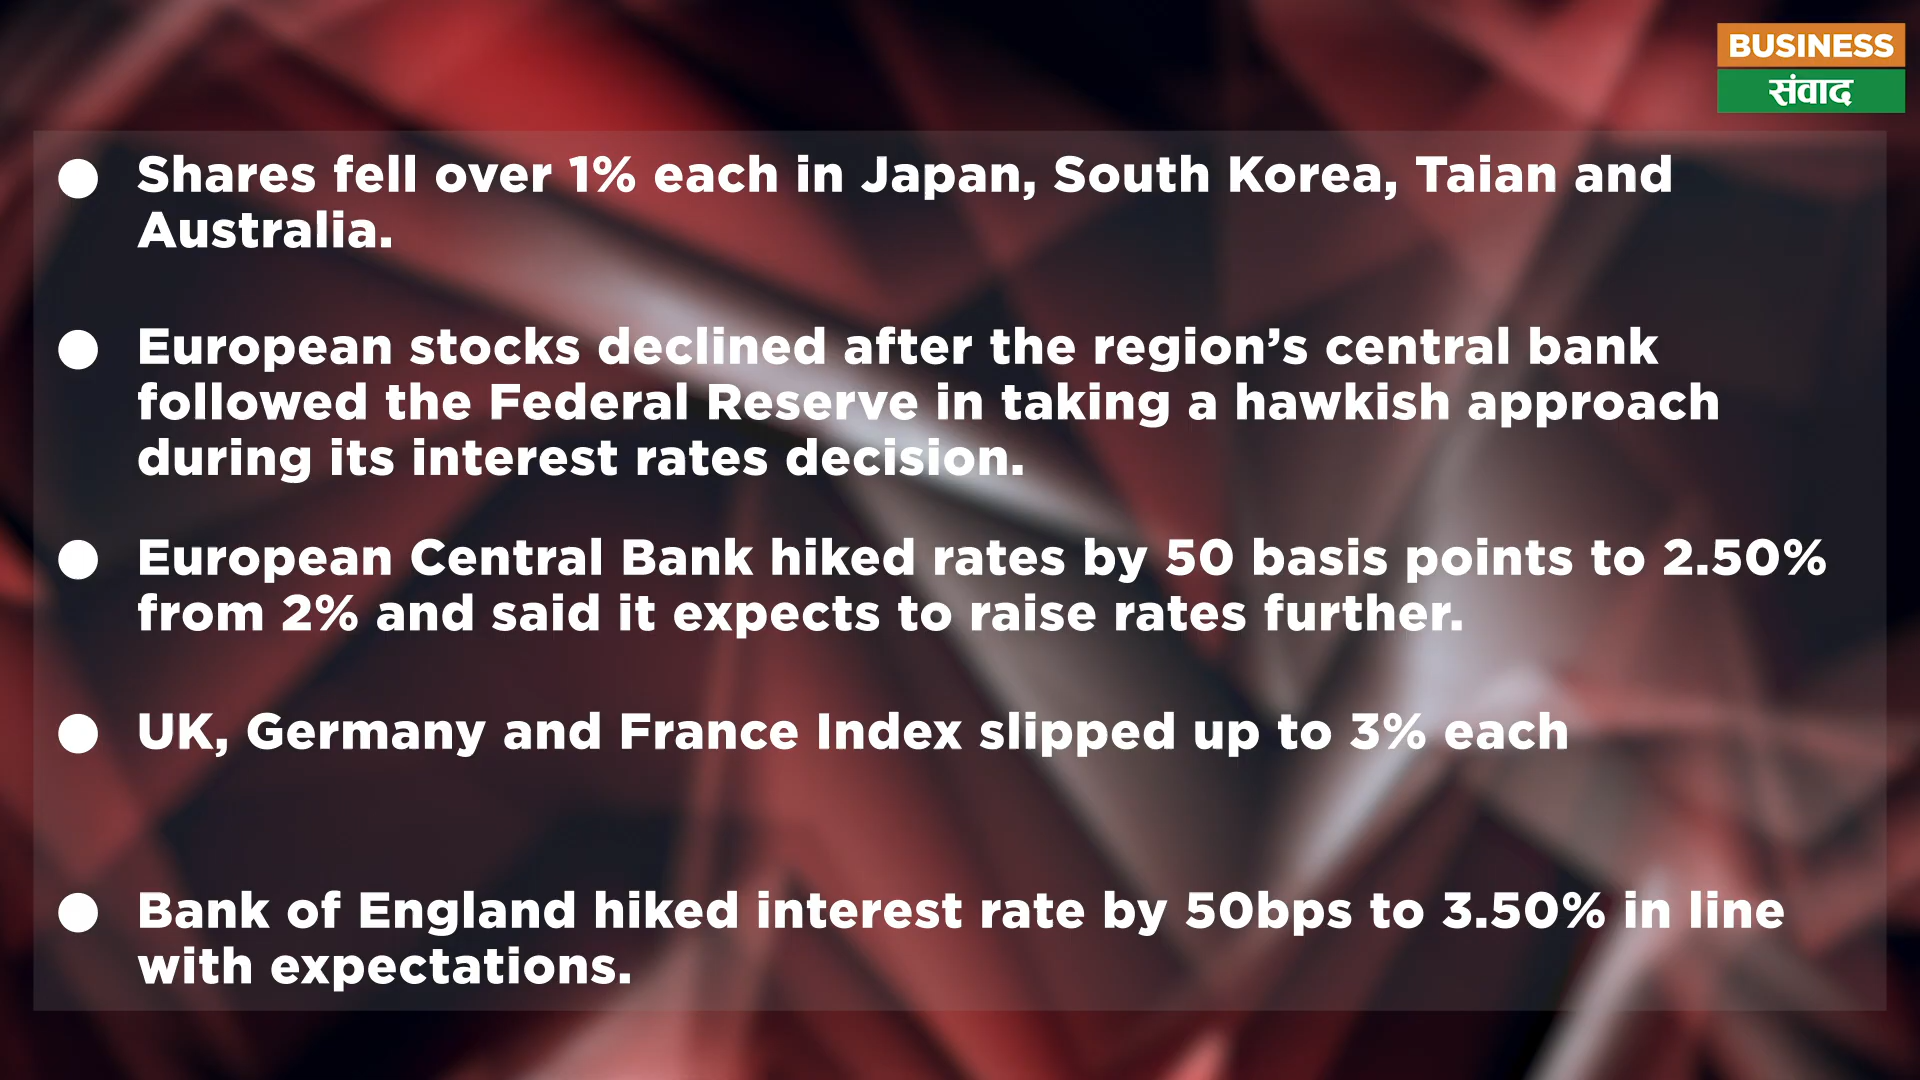 BUSINESS
संवाद
● Shares fell over 1% each in Japan, South Korea, Taian and
Australia.
● European stocks declined after the region’s central bank
followed the Federal Reserve in taking a hawkish approach
during its interest rates decision.
● European Central Bank hiked rates by 50 basis points to 2.50%
from 2% and said it expects to raise rates further.
● UK, Germany and France Index slipped up to 3% each
● Bank of England hiked interest rate by 50bps to 3.50% in line
with expectations.